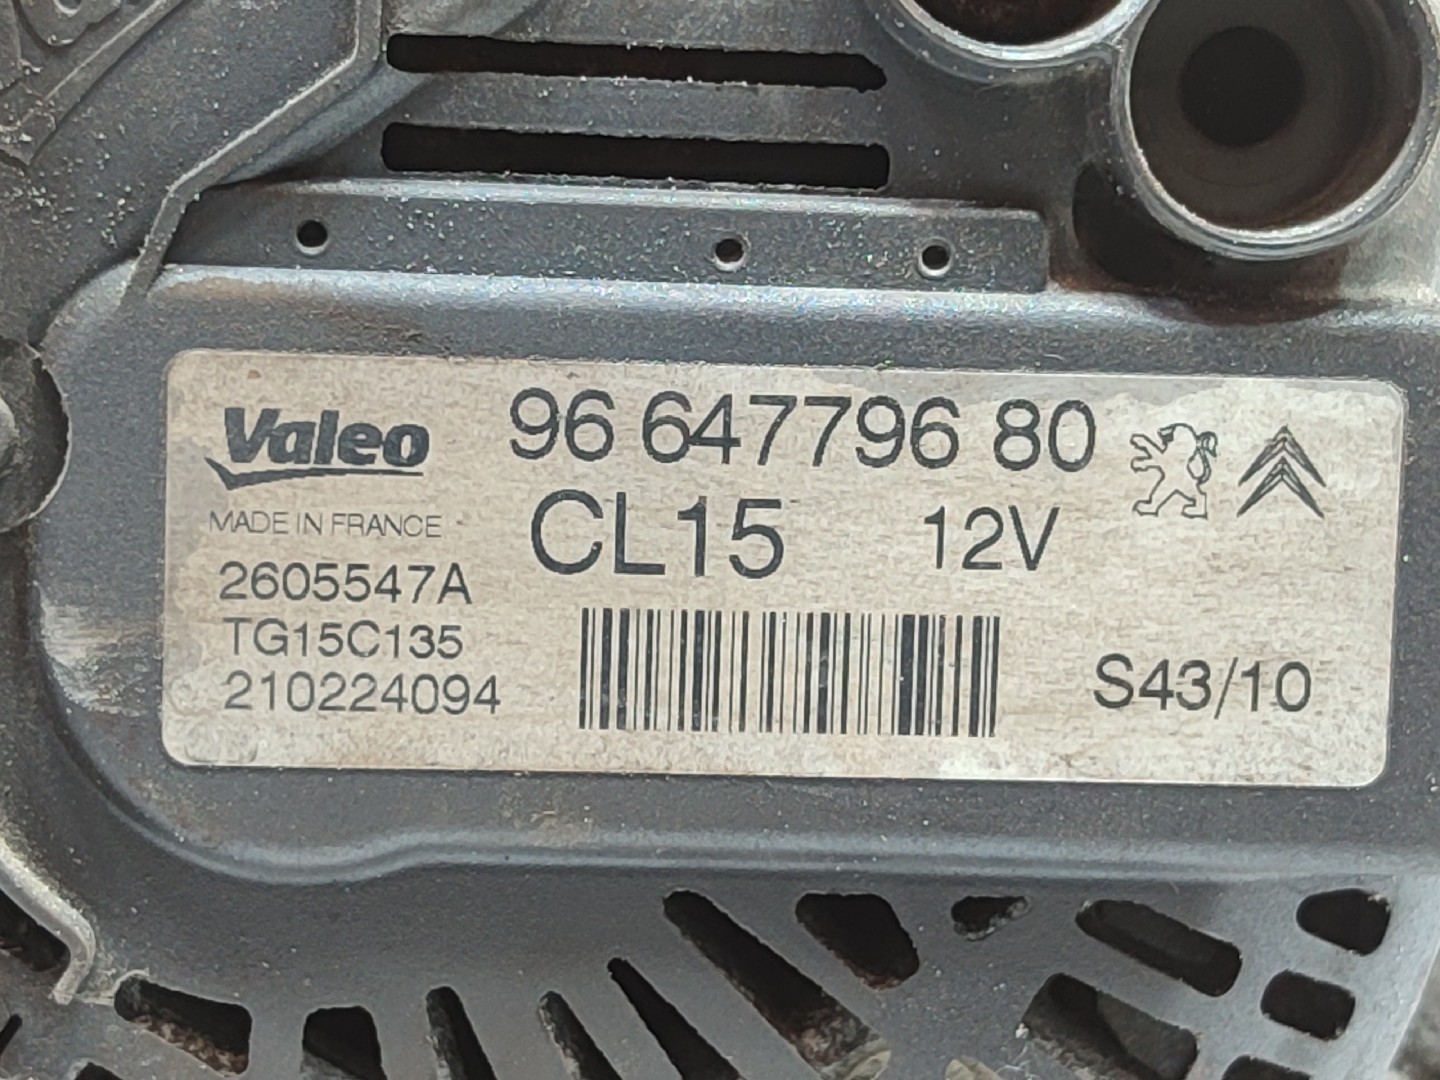 Valeo
96 647796 80
MADE IN FRANCE
CL15 12V
2605547A
TG15C135
210224094
S43/10